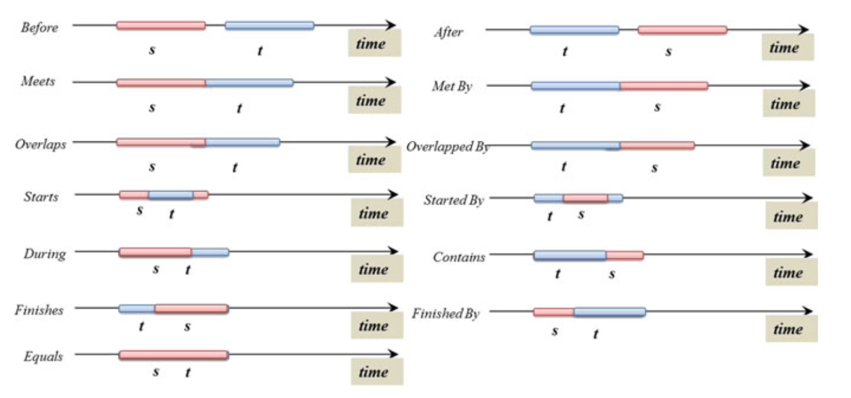 Before
s t
time
Meets
s t
time
Overlaps
s t
time
Starts
s t
time
During
s t
time
Finishes
t s
time
Equals
s t
time
After
t s
time
Met By
t s
time
Overlapped By
t s
time
Started By
t s
time
Contains
t s
time
Finished By
s t
time